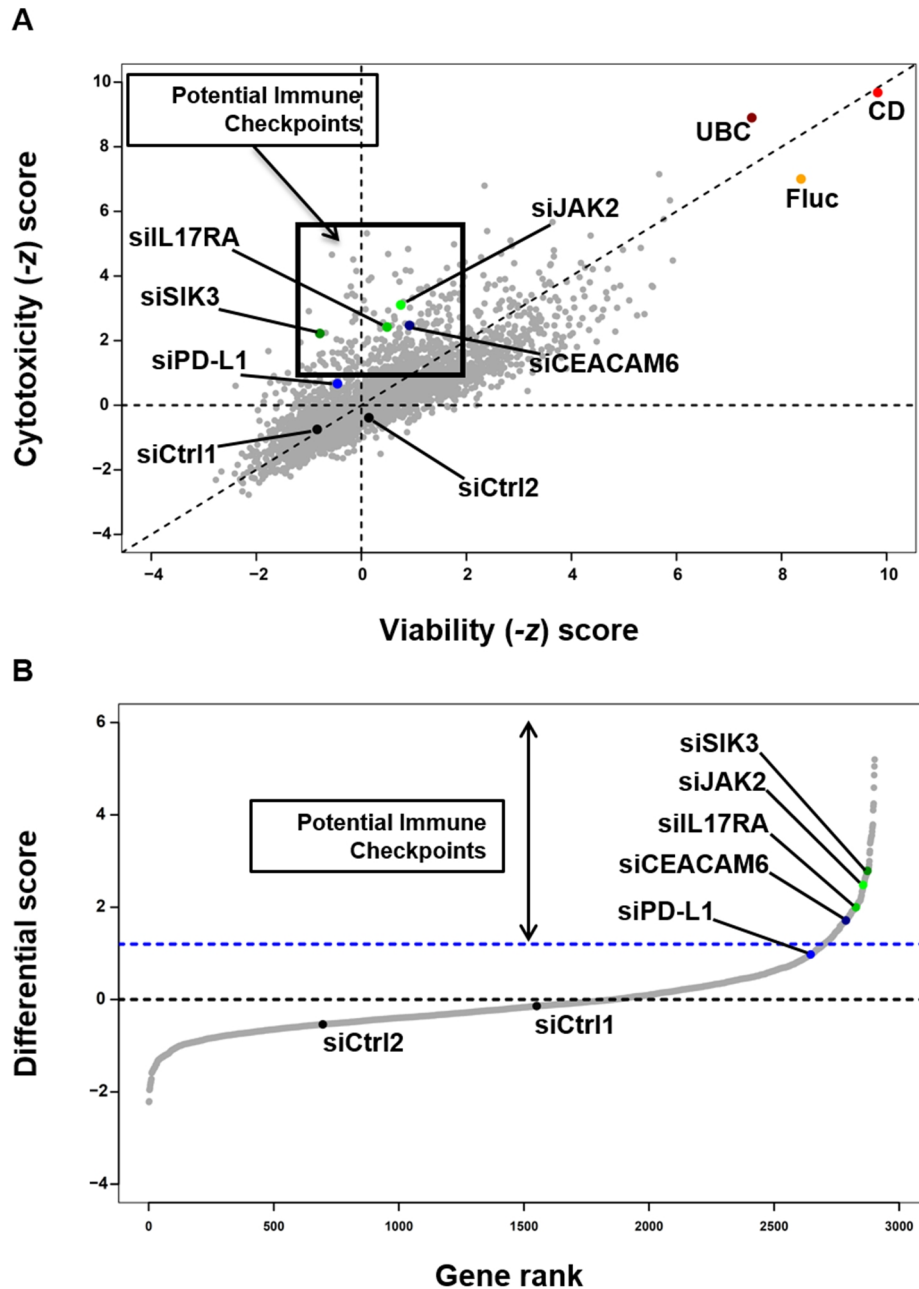 A
Cytotoxicity (-z) score
10
8
6
4
2
0
−2
−4
Potential Immune
Checkpoints
UBC
CD
Fluc
siJAK2
siIL17RA
siSIK3
siPD-L1
siCEACAM6
siCtrl1
siCtrl2
−4
−2
0
2
4
6
8
10
Viability (-z) score
B
Differential score
6
4
2
0
−2
−4
Potential Immune
Checkpoints
siSIK3
siJAK2
siIL17RA
siCEACAM6
siPD-L1
siCtrl2
siCtrl1
0
500
1000
1500
2000
2500
3000
Gene rank